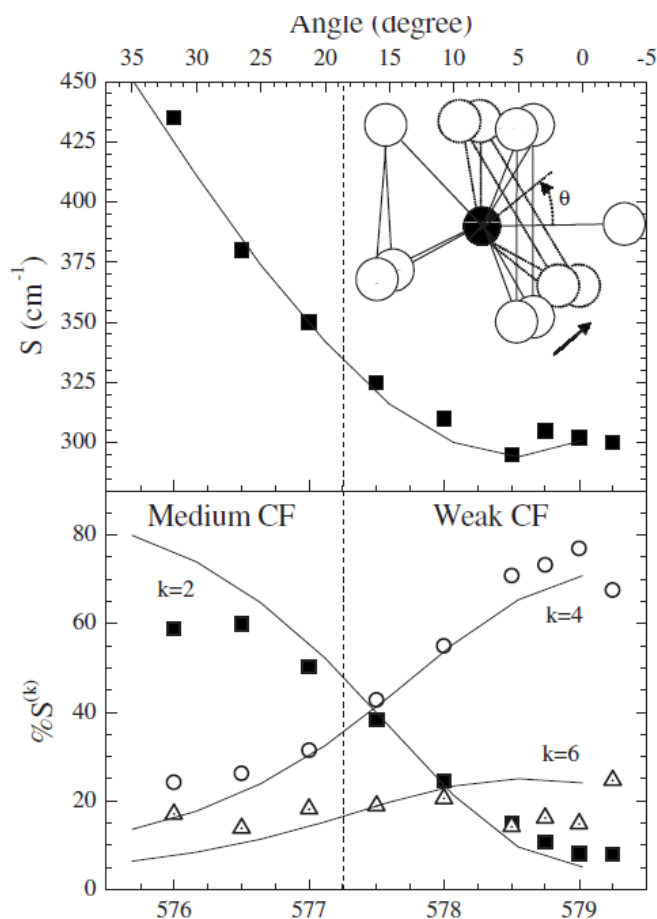 Angle (degree)
35 30 25 20 15 10 5 0 -5
450
425
400
375
350
325
300
S (cm⁻¹)
θ
Medium CF
Weak CF
k=2
k=4
k=6
80
60
40
20
0
%S⁽ᵏ⁾
576 577 578 579